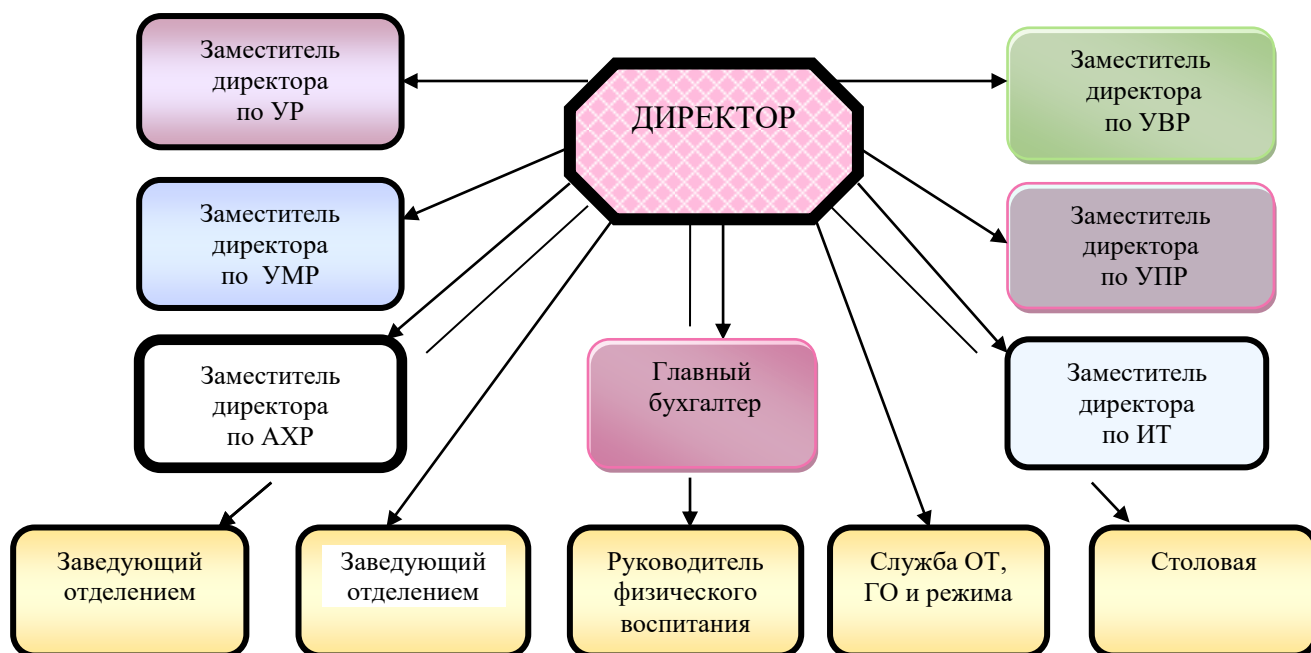 Заместитель
директора
по УР
ДИРЕКТОР
Заместитель
директора
по УВР
Заместитель
директора
по УМР
Заместитель
директора
по УПР
Заместитель
директора
по АХР
Главный
бухгалтер
Заместитель
директора
по ИТ
Заведующий
отделением
Заведующий
отделением
Руководитель
физического
воспитания
Служба ОТ,
ГО и режима
Столовая